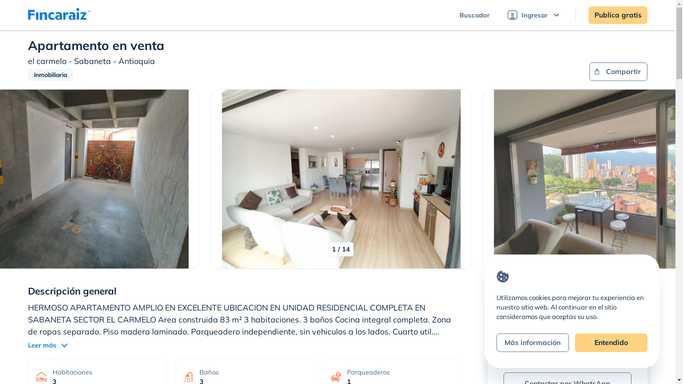 Fincaraiz
Buscador
Ingresar
Publica gratis
Apartamento en venta
el carmelo - Sabaneta - Antioquia
Inmobiliaria
Compartir
1 / 14
Descripción general
HERMOSO APARTAMENTO AMPLIO EN EXCELENTE UBICACION EN UNIDAD RESIDENCIAL COMPLETA EN
SABANETA SECTOR EL CARMELO Area construida 83 m² 3 habitaciones. 3 baños Cocina integral completa. Zona
de ropas separado. Piso madera laminado. Parqueadero independiente, sin vehiculos a los lados. Cuarto util....
Leer más
Habitaciones
3
Baños
3
Parqueaderos
1
Utilizamos cookies para mejorar tu experiencia en
nuestro sitio web. Al continuar en el sitio
consideramos que aceptas su uso.
Más información
Entendido
Contactar por WhatsApp